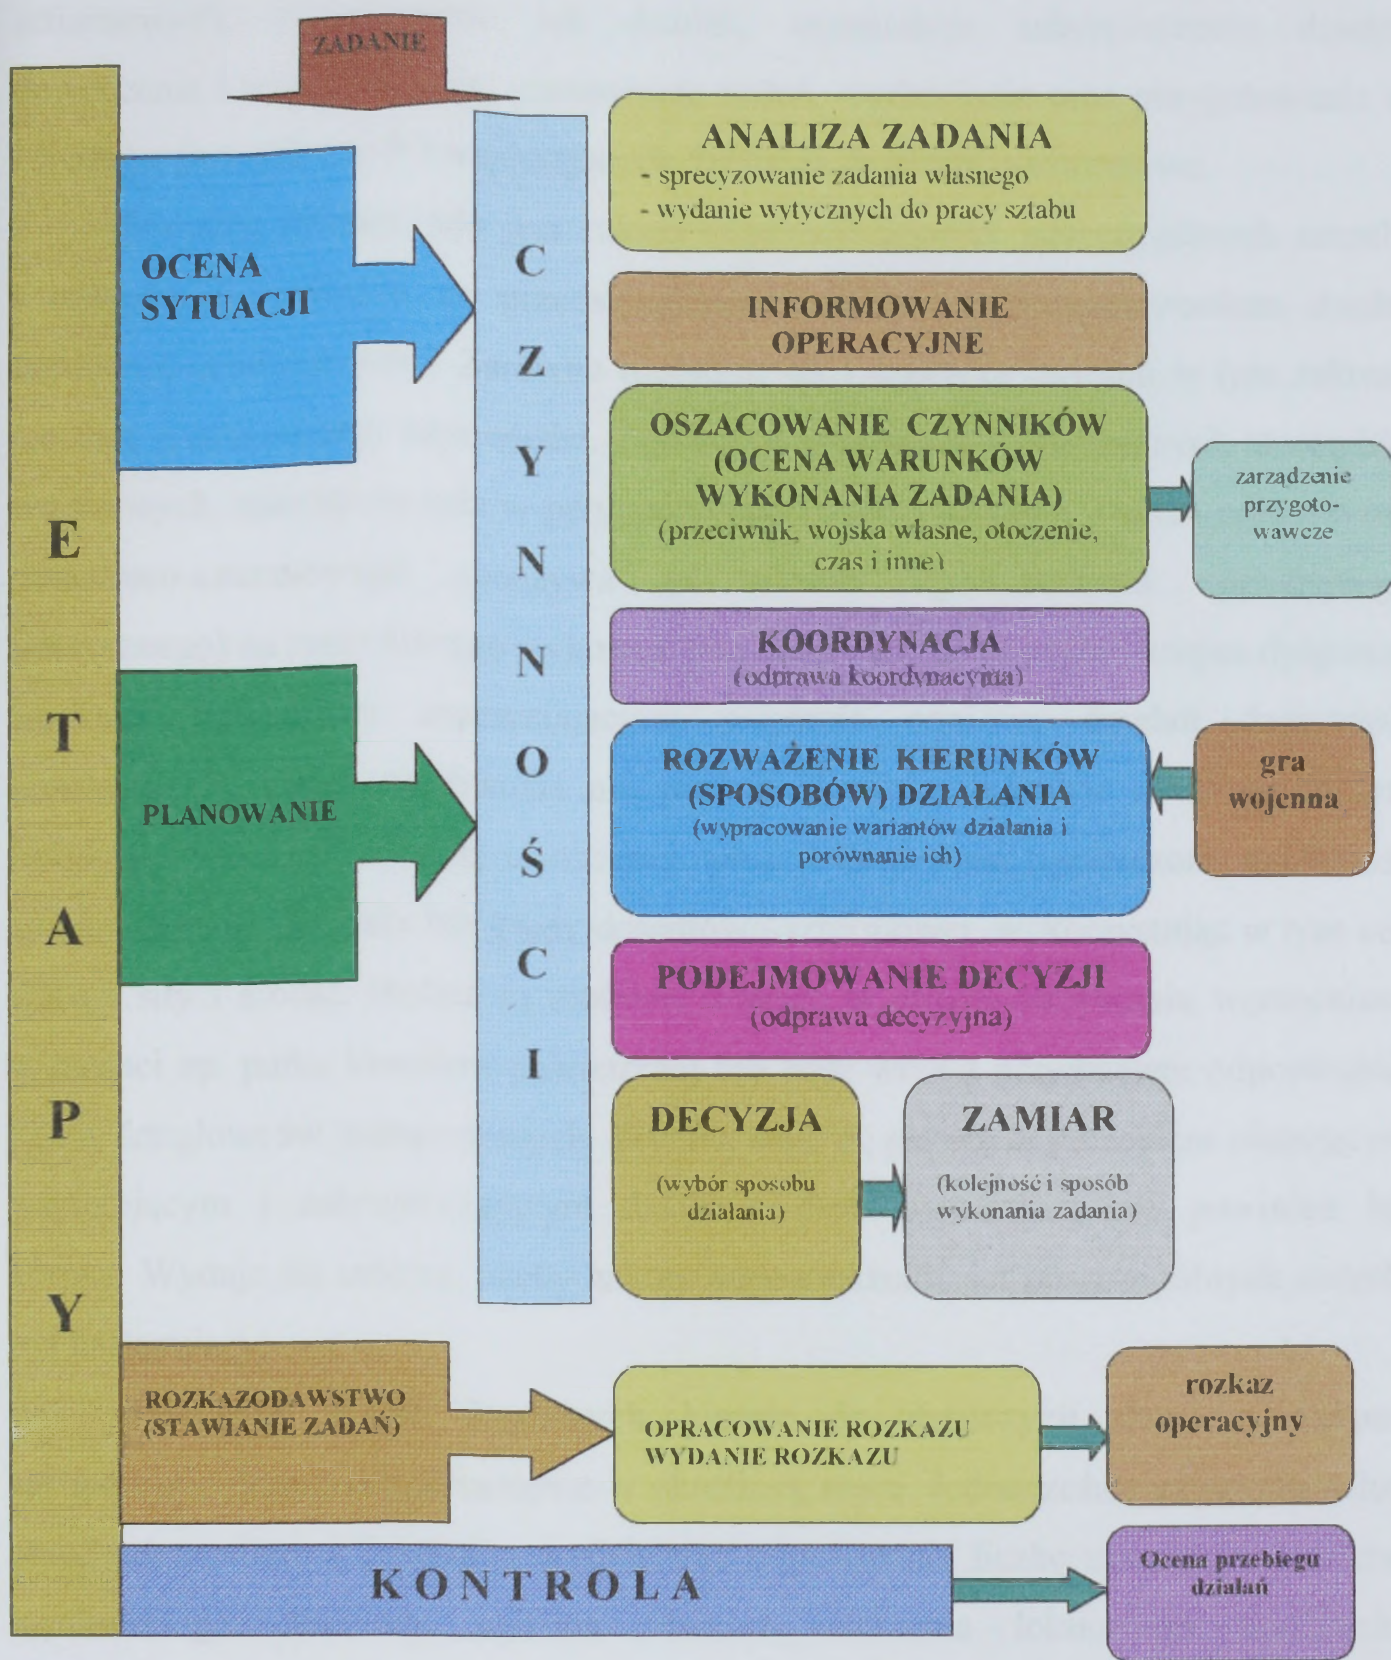 ZADANIE
ETAPY
OCENA
SYTUACJI
PLANOWANIE
CZYNNOŚCI
ANALIZA ZADANIA
- sprecyzowanie zadania własnego
- wydanie wytycznych do pracy sztabu
INFORMOWANIE
OPERACYJNE
OSZACOWANIE CZYNNIKÓW
(OCENA WARUNKÓW
WYKONANIA ZADANIA)
(przeciwnik, wojska własne, otoczenie,
czas i inne)
zarządzenie
przygoto-
wawcze
KOORDYNACJA
(odprawa koordynacyjna)
ROZWAŻENIE KIERUNKÓW
(SPOSOBÓW) DZIAŁANIA
(wypracowanie wariantów działania i
porównanie ich)
gra
wojenna
PODEJMOWANIE DECYZJI
(odprawa decyzyjna)
DECYZJA
(wybór sposobu
działania)
ZAMIAR
(kolejność i sposób
wykonania zadania)
ROZKAZODAWSTWO
(STAWIANIE ZADAŃ)
OPRACOWANIE ROZKAZU
WYDANIE ROZKAZU
rozkaz
operacyjny
KONTROLA
Ocena przebiegu
działań